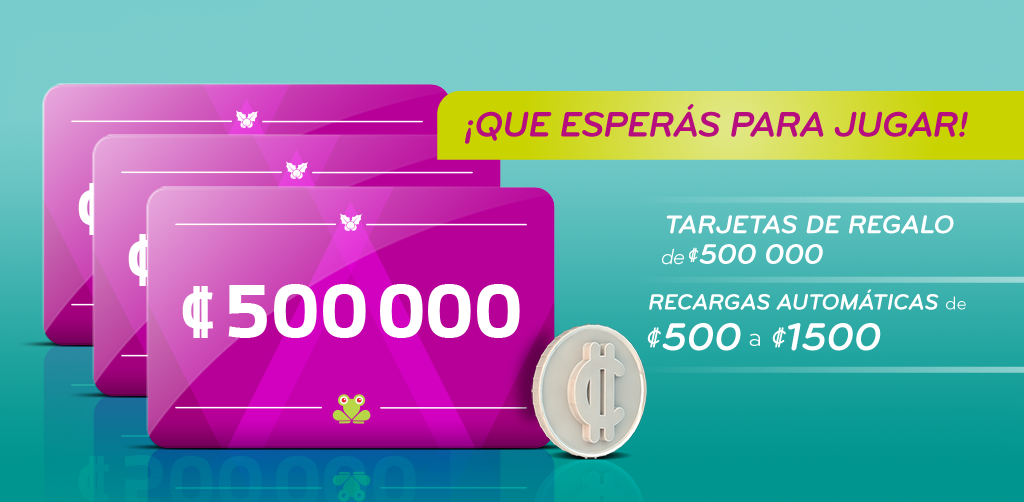 ¡QUE ESPERÁS PARA JUGAR!
TARJETAS DE REGALO
de ₡500 000
RECARGAS AUTOMÁTICAS de
₡500 a ₡1500
₡
₡
₡500 000
₡